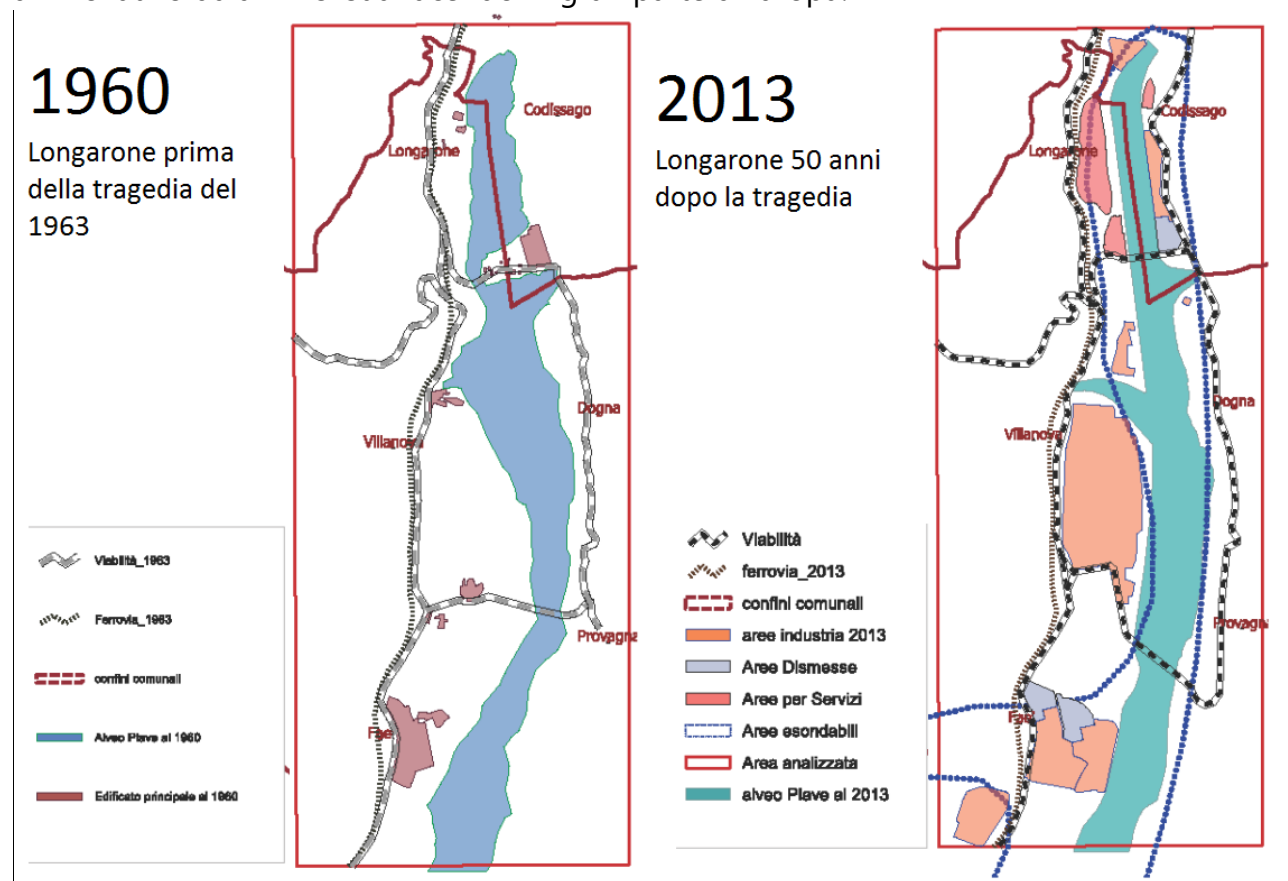 1960
Longarone prima
della tragedia del
1963
Codissago
Longarone
Dogna
Villanova
Provagna
Fae
Viabilità_1963
Ferrovia_1963
confini comunali
Alveo Piave al 1960
Edificato principale al 1960
2013
Longarone 50 anni
dopo la tragedia
Codissago
Longarone
Dogna
Villanova
Provagna
Fae
Viabilità
ferrovia_2013
confini comunali
aree industria 2013
Aree Dismesse
Aree per Servizi
Aree esondabili
Area analizzata
alveo Piave al 2013